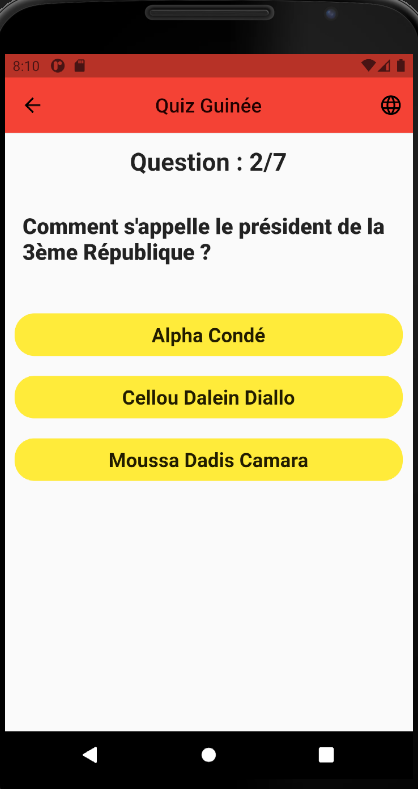 8:10
Quiz Guinée
Question : 2/7
Comment s'appelle le président de la
3ème République ?
Alpha Condé
Cellou Dalein Diallo
Moussa Dadis Camara